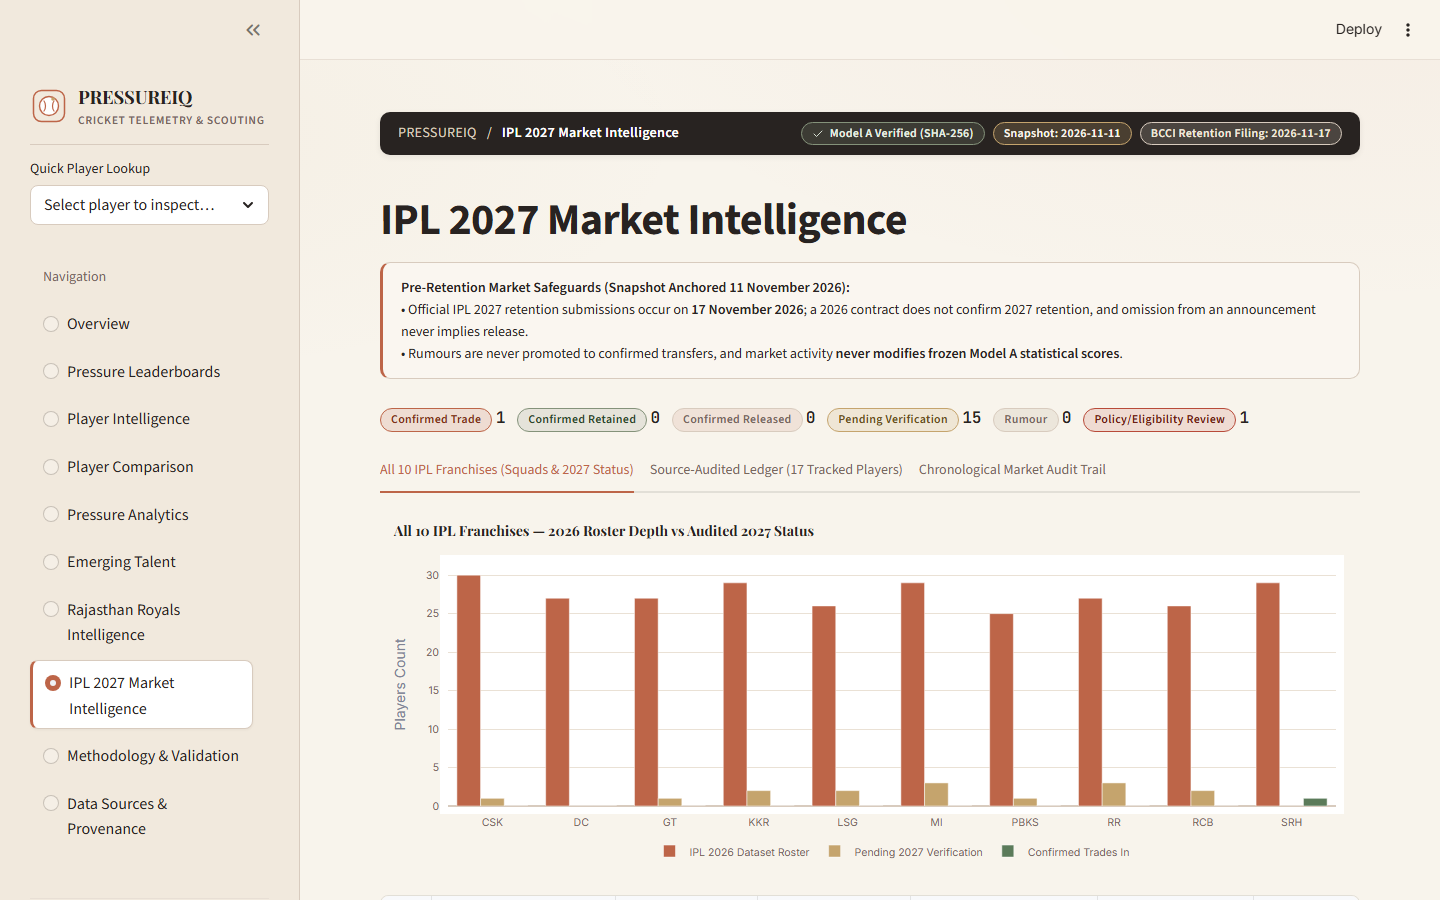 Deploy
PRESSUREIQ
CRICKET TELEMETRY & SCOUTING
Quick Player Lookup
Select player to inspect...
Navigation
Overview
Pressure Leaderboards
Player Intelligence
Player Comparison
Pressure Analytics
Emerging Talent
Rajasthan Royals
Intelligence
IPL 2027 Market
Intelligence
Methodology & Validation
Data Sources &
Provenance
PRESSUREIQ / IPL 2027 Market Intelligence
✓ Model A Verified (SHA-256)
Snapshot: 2026-11-11
BCCI Retention Filing: 2026-11-17
IPL 2027 Market Intelligence
Pre-Retention Market Safeguards (Snapshot Anchored 11 November 2026):
• Official IPL 2027 retention submissions occur on 17 November 2026; a 2026 contract does not confirm 2027 retention, and omission from an announcement
never implies release.
• Rumours are never promoted to confirmed transfers, and market activity never modifies frozen Model A statistical scores.
Confirmed Trade 1 Confirmed Retained 0 Confirmed Released 0 Pending Verification 15 Rumour 0 Policy/Eligibility Review 1
All 10 IPL Franchises (Squads & 2027 Status) Source-Audited Ledger (17 Tracked Players) Chronological Market Audit Trail
All 10 IPL Franchises — 2026 Roster Depth vs Audited 2027 Status
Players Count
30
25
20
15
10
5
0
CSK DC GT KKR LSG MI PBKS RR RCB SRH
IPL 2026 Dataset Roster Pending 2027 Verification Confirmed Trades In